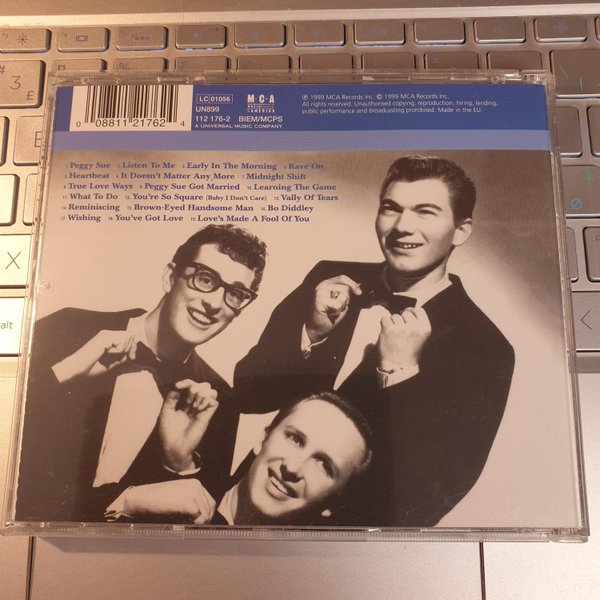 0 08811 21762 4
LC 01056
UN899
112 176-2
MCA
MUSIC
AMERICA
BIEM/MCPS
A UNIVERSAL MUSIC COMPANY
℗ 1999 MCA Records Inc. © 1999 MCA Records Inc.
All rights reserved. Unauthorised copying, reproduction, hiring, lending,
public performance and broadcasting prohibited. Made in the EU.
1. Peggy Sue 2. Listen To Me 3. Early In The Morning 4. Rave On
5. Heartbeat 6. It Doesn't Matter Any More 7. Midnight Shift
8. True Love Ways 9. Peggy Sue Got Married 10. Learning The Game
11. What To Do 12. You're So Square (Baby I Don't Care) 13. Vally Of Tears
14. Reminiscing 15. Brown-Eyed Handsome Man 16. Bo Diddley
17. Wishing 18. You've Got Love 19. Love's Made A Fool Of You
3
£
X
alt